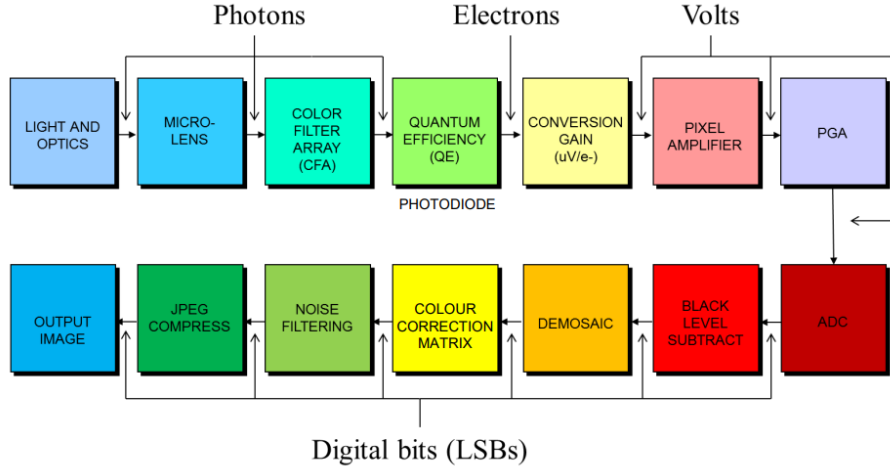 Photons
Electrons
Volts
LIGHT AND
OPTICS
MICRO-
LENS
COLOR
FILTER
ARRAY
(CFA)
QUANTUM
EFFICIENCY
(QE)
CONVERSION
GAIN
(uV/e-)
PIXEL
AMPLIFIER
PGA
PHOTODIODE
OUTPUT
IMAGE
JPEG
COMPRESS
NOISE
FILTERING
COLOUR
CORRECTION
MATRIX
DEMOSAIC
BLACK
LEVEL
SUBTRACT
ADC
Digital bits (LSBs)